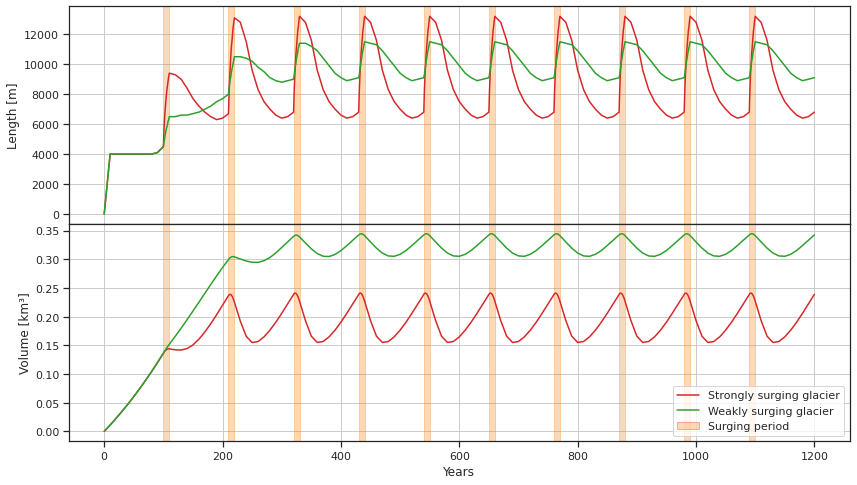 12000
10000
8000
6000
4000
2000
0
Length [m]
0.35
0.30
0.25
0.20
0.15
0.10
0.05
0.00
Volume [km³]
Strongly surging glacier
Weakly surging glacier
Surging period
0 200 400 600 800 1000 1200
Years